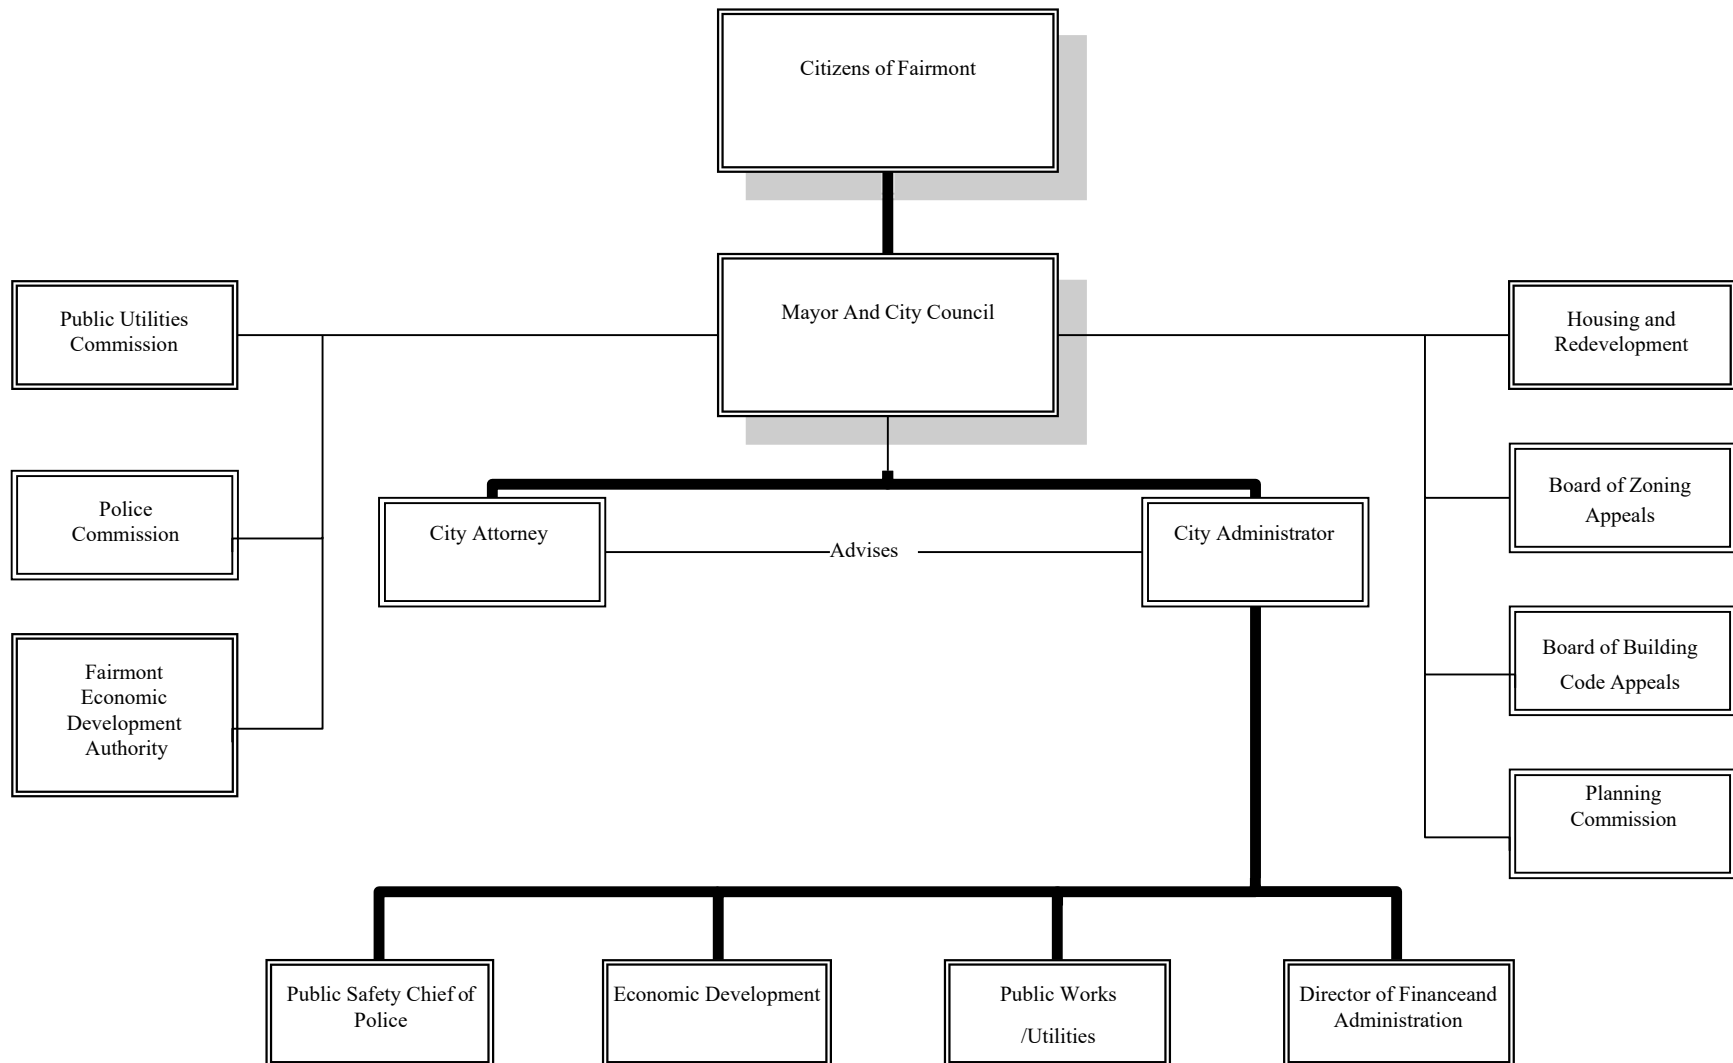 Citizens of Fairmont
Mayor And City Council
Public Utilities
Commission
Housing and
Redevelopment
Police
Commission
Board of Zoning
Appeals
City Attorney
Advises
City Administrator
Fairmont
Economic
Development
Authority
Board of Building
Code Appeals
Planning
Commission
Public Safety Chief of
Police
Economic Development
Public Works
/Utilities
Director of Financeand
Administration